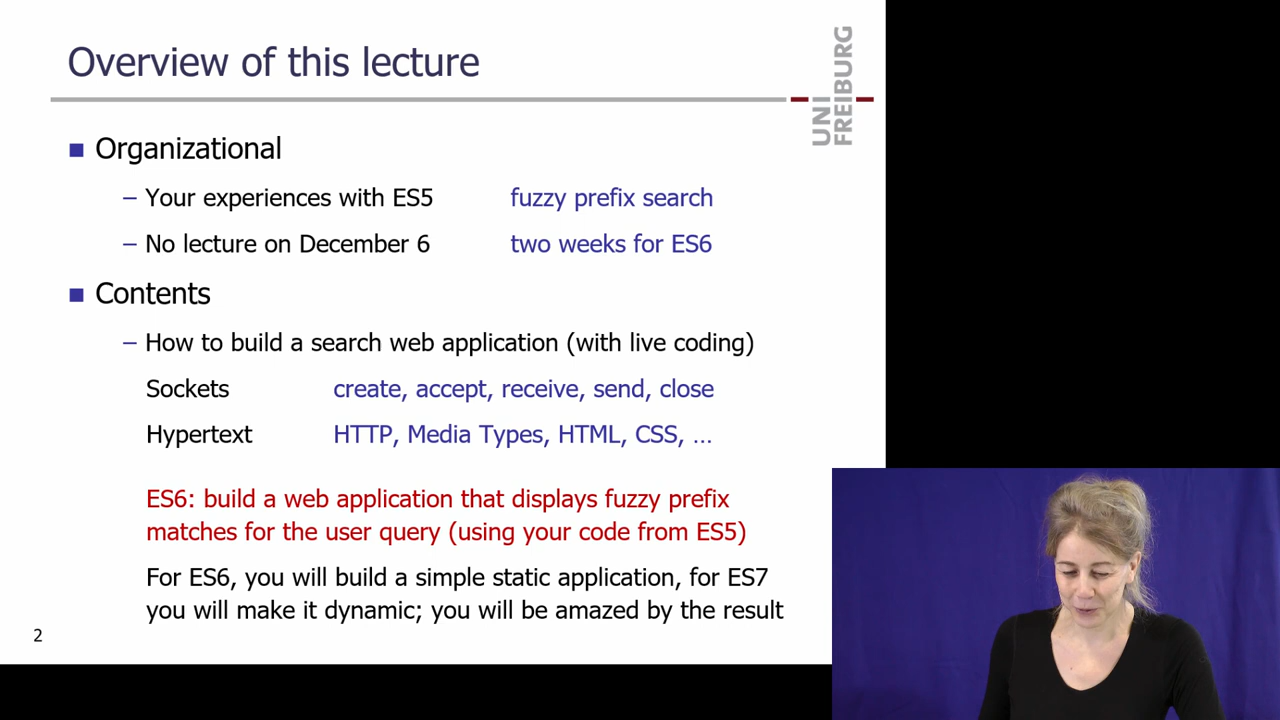 Overview of this lecture
UNI
FREIBURG
■ Organizational
– Your experiences with ES5 fuzzy prefix search
– No lecture on December 6 two weeks for ES6
■ Contents
– How to build a search web application (with live coding)
Sockets create, accept, receive, send, close
Hypertext HTTP, Media Types, HTML, CSS, …
ES6: build a web application that displays fuzzy prefix
matches for the user query (using your code from ES5)
For ES6, you will build a simple static application, for ES7
you will make it dynamic; you will be amazed by the result
2